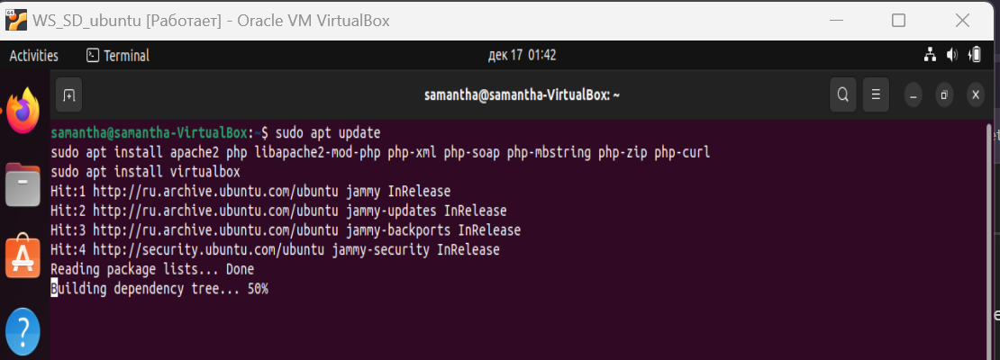 WS_SD_ubuntu [Работает] - Oracle VM VirtualBox
Activities
Terminal
дек 17 01:42
samantha@samantha-VirtualBox: ~
samantha@samantha-VirtualBox:~$ sudo apt update
sudo apt install apache2 php libapache2-mod-php php-xml php-soap php-mbstring php-zip php-curl
sudo apt install virtualbox
Hit:1 http://ru.archive.ubuntu.com/ubuntu jammy InRelease
Hit:2 http://ru.archive.ubuntu.com/ubuntu jammy-updates InRelease
Hit:3 http://ru.archive.ubuntu.com/ubuntu jammy-backports InRelease
Hit:4 http://security.ubuntu.com/ubuntu jammy-security InRelease
Reading package lists... Done
Building dependency tree... 50%